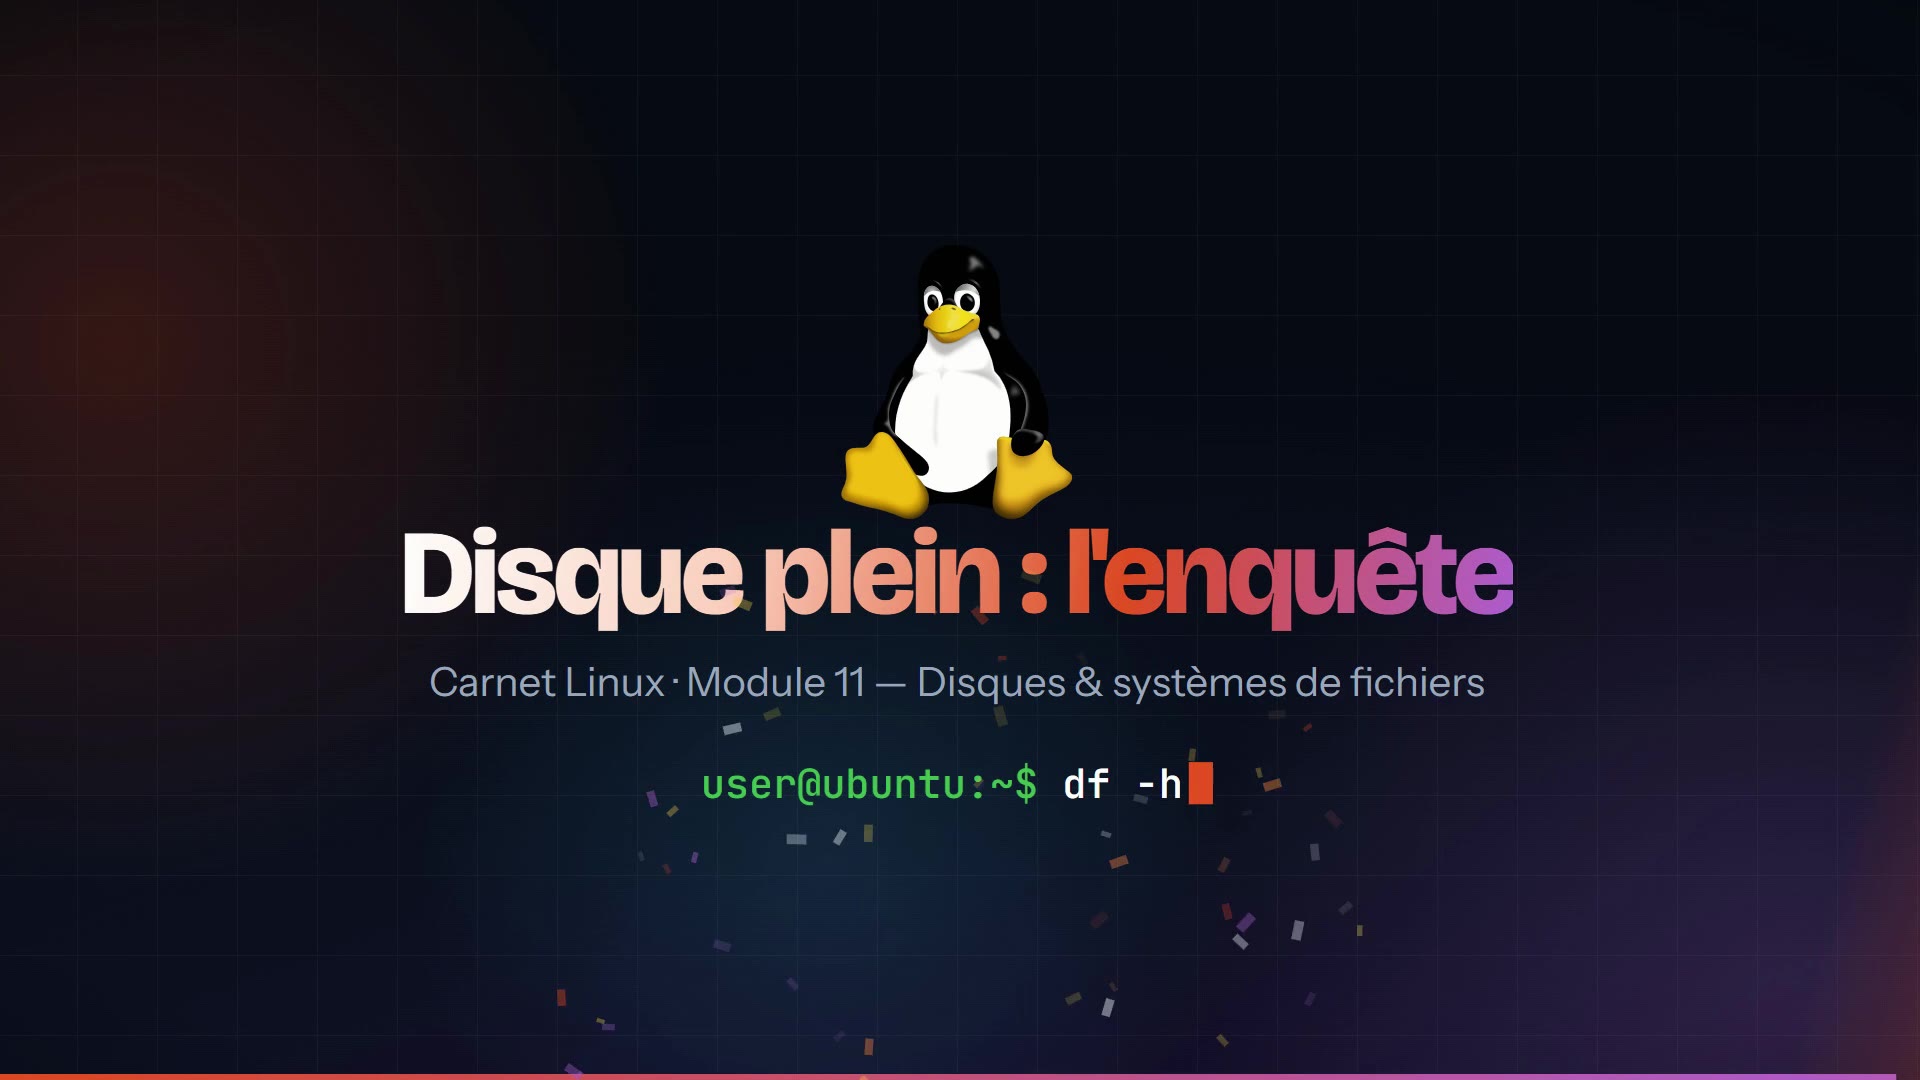 Disque plein : l'enquête
Carnet Linux · Module 11 — Disques & systèmes de fichiers
user@ubuntu:~$ df -h